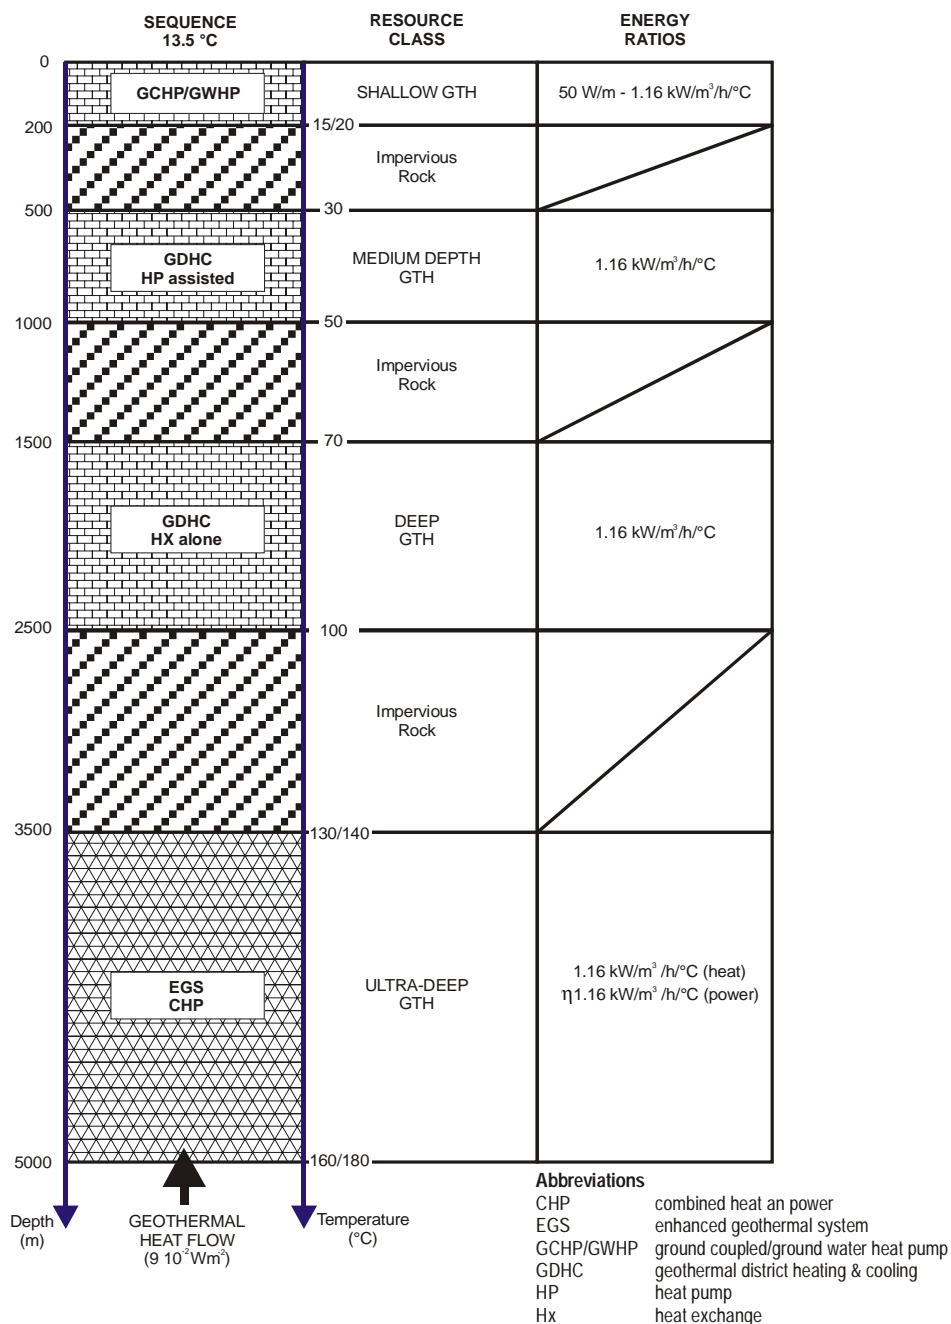 SEQUENCE
13.5 °C
RESOURCE
CLASS
ENERGY
RATIOS
0
GCHP/GWHP
SHALLOW GTH
50 W/m - 1.16 kW/m³/h/°C
200
15/20
Impervious
Rock
500
30
GDHC
HP assisted
MEDIUM DEPTH
GTH
1.16 kW/m³/h/°C
1000
50
Impervious
Rock
1500
70
GDHC
HX alone
DEEP
GTH
1.16 kW/m³/h/°C
2500
100
Impervious
Rock
3500
130/140
EGS
CHP
ULTRA-DEEP
GTH
1.16 kW/m³ /h/°C (heat)
η1.16 kW/m³ /h/°C (power)
5000
160/180
Depth
(m)
GEOTHERMAL
HEAT FLOW
(9 10⁻²Wm⁻²)
Temperature
(°C)
Abbreviations
CHP combined heat an power
EGS enhanced geothermal system
GCHP/GWHP ground coupled/ground water heat pump
GDHC geothermal district heating & cooling
HP heat pump
Hx heat exchange